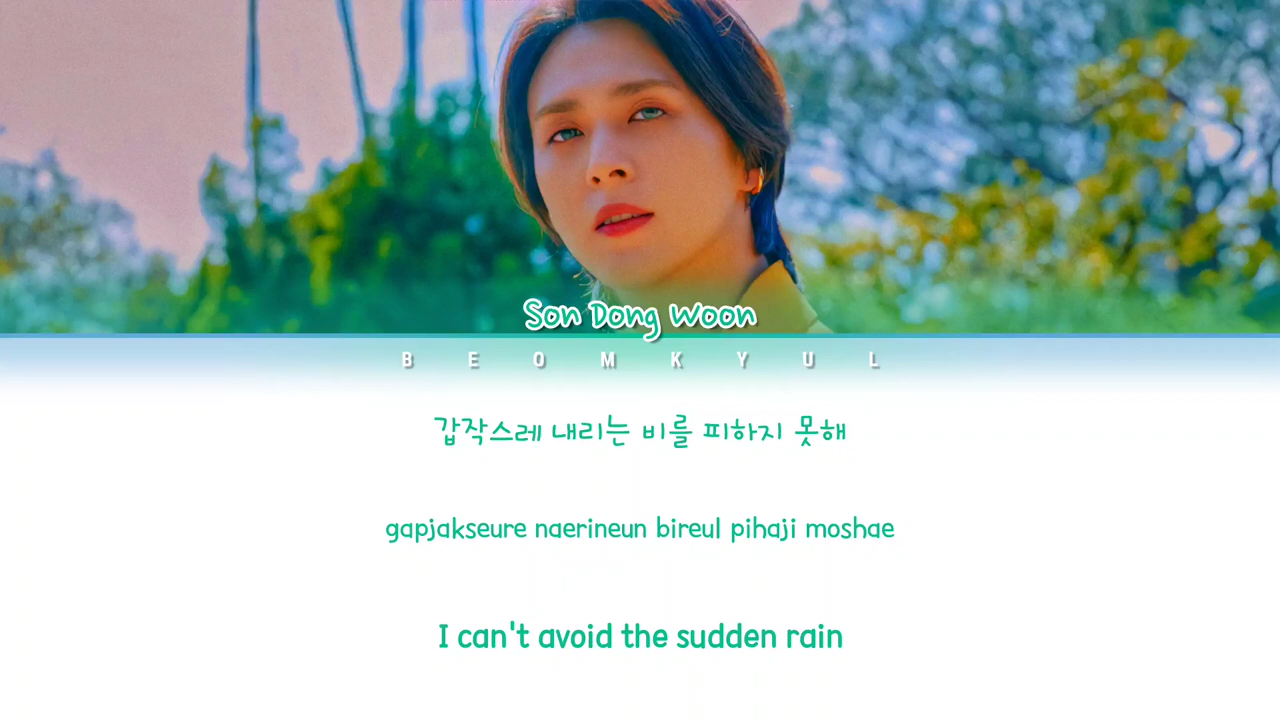 Son Dong Woon
BEOMKYUL
갑작스레 내리는 비를 피하지 못해
gapjakseure naerineun bireul pihaji moshae
I can't avoid the sudden rain